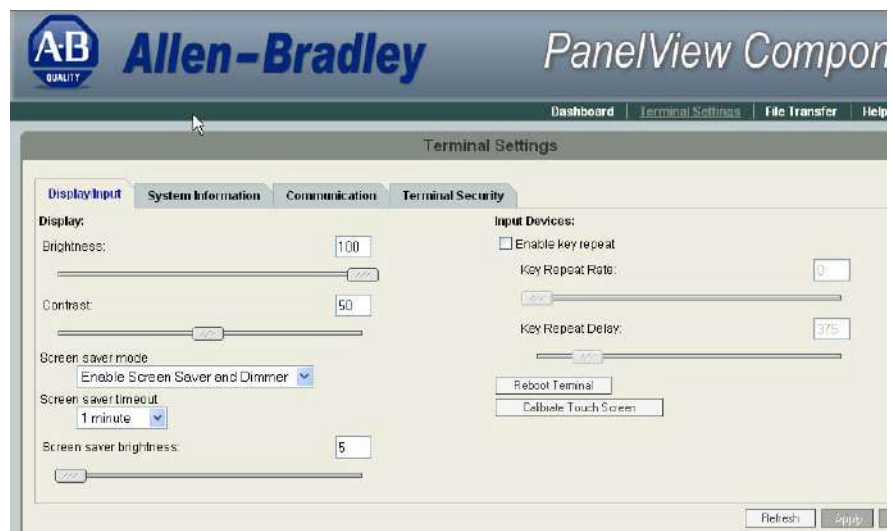 A·B
QUALITY
Allen-Bradley
PanelView Compon
Dashboard | Terminal Settings | File Transfer | Help
Terminal Settings
Display/Input System Information Communication Terminal Security
Display:
Brightness: 100
Contrast: 50
Screen saver mode
Enable Screen Saver and Dimmer
Screen saver timeout
1 minute
Screen saver brightness: 5
Input Devices:
Enable key repeat
Key Repeat Rate: 0
Key Repeat Delay: 375
Reboot Terminal
Calibrate Touch Screen
Refresh Apply